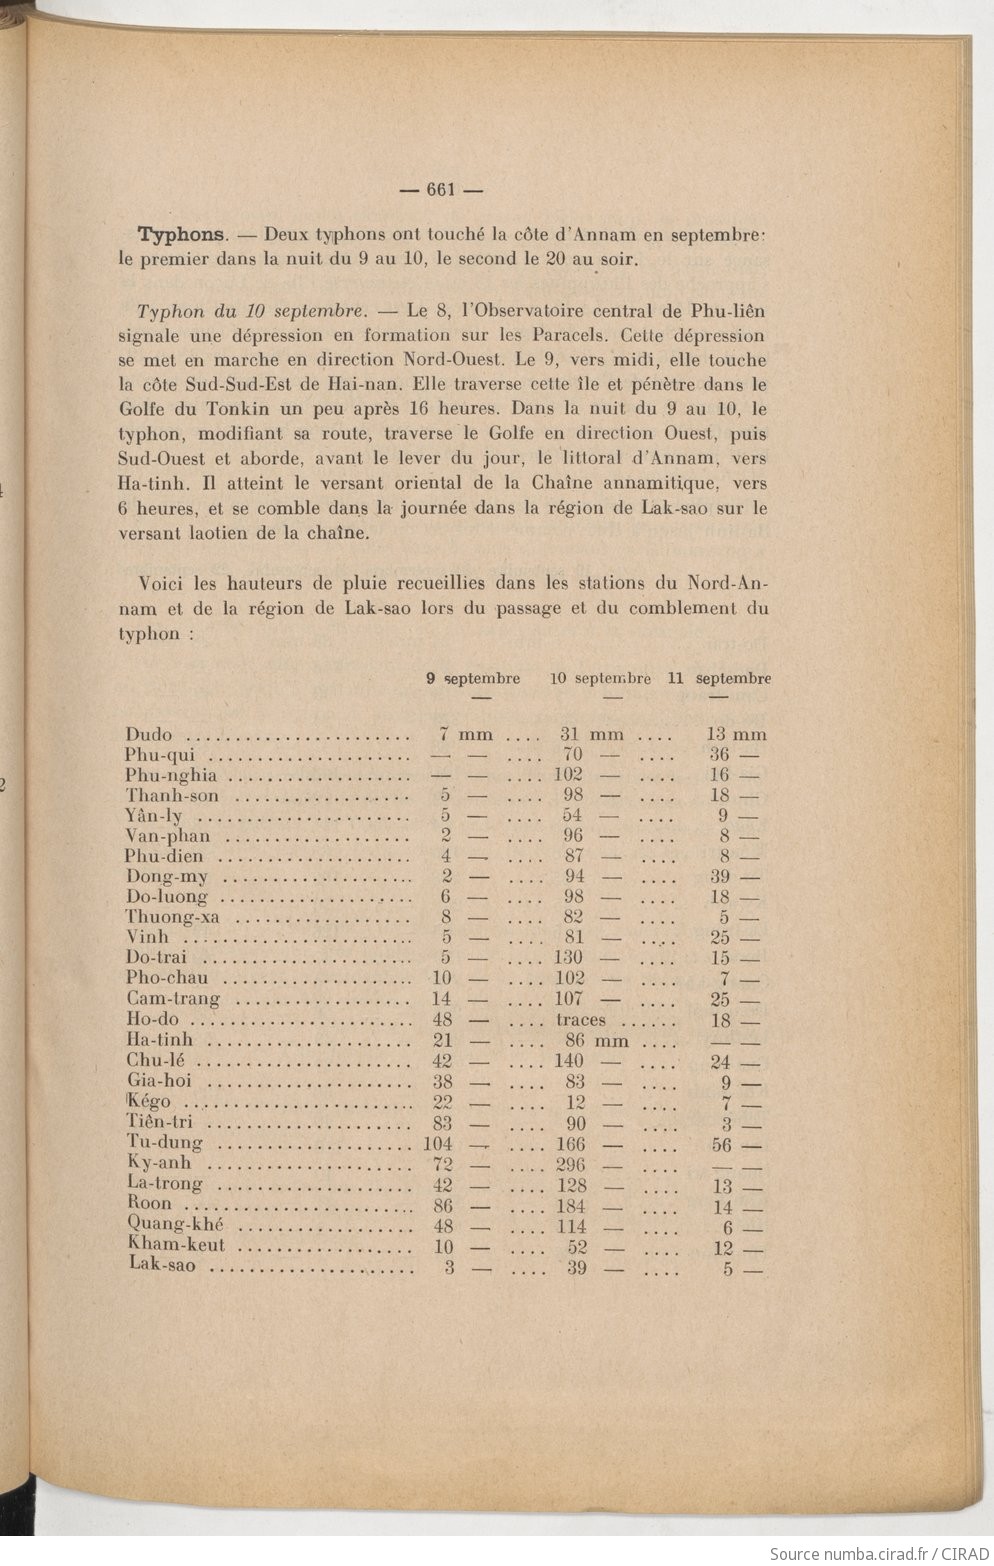 — 661 —
Typhons. — Deux typhons ont touché la côte d'Annam en septembre:
le premier dans la nuit du 9 au 10, le second le 20 au soir.
Typhon du 10 septembre. — Le 8, l'Observatoire central de Phu-liên
signale une dépression en formation sur les Paracels. Cette dépression
se met en marche en direction Nord-Ouest. Le 9, vers midi, elle touche
la côte Sud-Sud-Est de Hai-nan. Elle traverse cette île et pénètre dans le
Golfe du Tonkin un peu après 16 heures. Dans la nuit du 9 au 10, le
typhon, modifiant sa route, traverse le Golfe en direction Ouest, puis
Sud-Ouest et aborde, avant le lever du jour, le littoral d'Annam, vers
Ha-tinh. Il atteint le versant oriental de la Chaîne annamitique, vers
6 heures, et se comble dans la journée dans la région de Lak-sao sur le
versant laotien de la chaîne.
Voici les hauteurs de pluie recueillies dans les stations du Nord-An-
nam et de la région de Lak-sao lors du passage et du comblement du
typhon :
9 septembre 10 septembre 11 septembre
— — —
Dudo ....................... 7 mm .... 31 mm .... 13 mm
Phu-qui ..................... — — .... 70 — .... 36 —
Phu-nghia ................... — — .... 102 — .... 16 —
Thanh-son .................. 5 — .... 98 — .... 18 —
Yân-ly ...................... 5 — .... 54 — .... 9 —
Van-phan ................... 2 — .... 96 — .... 8 —
Phu-dien .................... 4 — .... 87 — .... 8 —
Dong-my .................... 2 — .... 94 — .... 39 —
Do-luong .................... 6 — .... 98 — .... 18 —
Thuong-xa .................. 8 — .... 82 — .... 5 —
Vinh ........................ 5 — .... 81 — .... 25 —
Do-trai ...................... 5 — .... 130 — .... 15 —
Pho-chau .................... 10 — .... 102 — .... 7 —
Cam-trang .................. 14 — .... 107 — .... 25 —
Ho-do ....................... 48 — .... traces ...... 18 —
Ha-tinh ..................... 21 — .... 86 mm .... — —
Chu-lé ...................... 42 — .... 140 — .... 24 —
Gia-hoi ..................... 38 — .... 83 — .... 9 —
Kégo ........................ 22 — .... 12 — .... 7 —
Tiên-tri ..................... 83 — .... 90 — .... 3 —
Tu-dung .................... 104 — .... 166 — .... 56 —
Ky-anh ..................... 72 — .... 296 — .... — —
La-trong .................... 42 — .... 128 — .... 13 —
Roon ........................ 86 — .... 184 — .... 14 —
Quang-khé .................. 48 — .... 114 — .... 6 —
Kham-keut .................. 10 — .... 52 — .... 12 —
Lak-sao ..................... 3 — .... 39 — .... 5 —
Source numba.cirad.fr / CIRAD